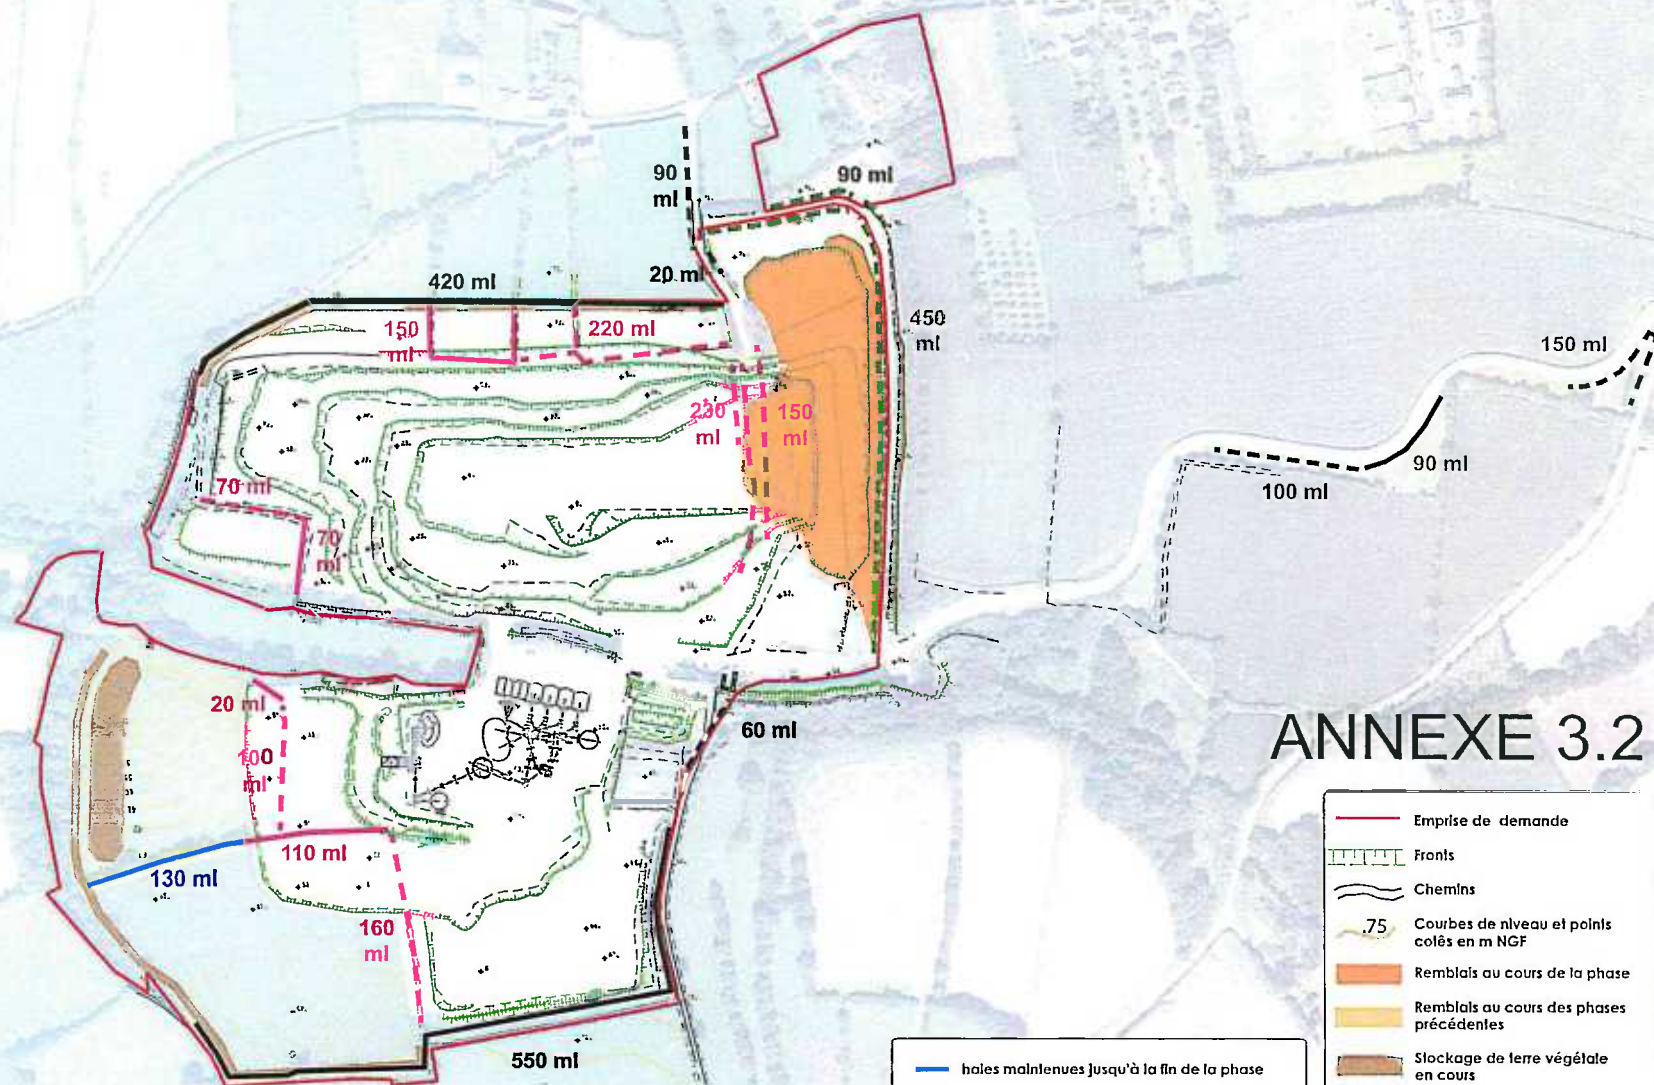 90
ml
90 ml
20 ml
420 ml
150
ml
220 ml
450
ml
150 ml
230
ml
150
ml
90 ml
100 ml
70 ml
70
ml
20 ml
100
ml
60 ml
110 ml
130 ml
160
ml
550 ml
ANNEXE 3.2
Emprise de demande
Fronts
Chemins
.75
Courbes de niveau et points
cotés en m NGF
Remblais au cours de la phase
Remblais au cours des phases
précédentes
Stockage de terre végétale
en cours
haies maintenues jusqu'à la fin de la phase